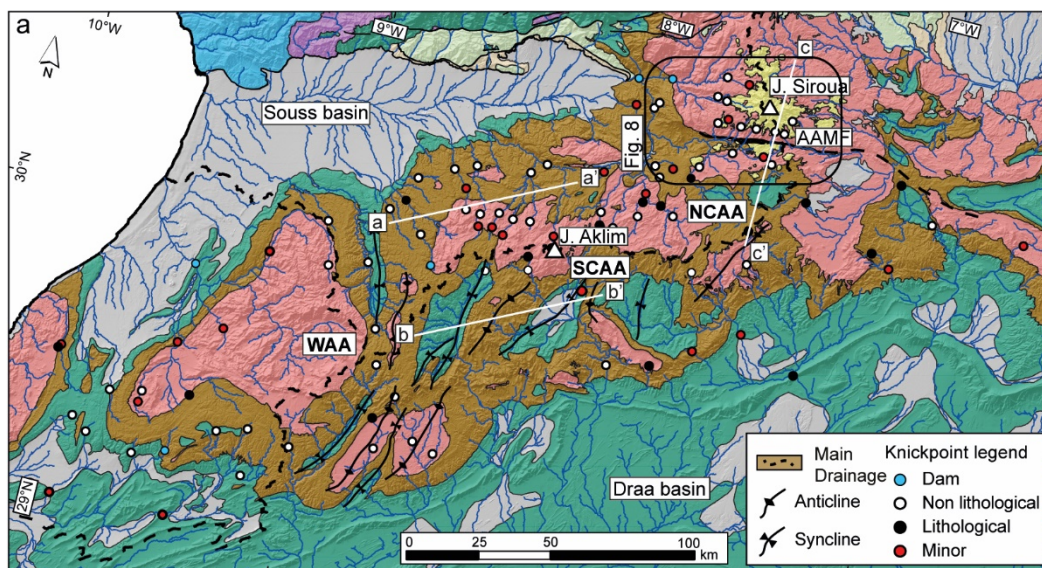 a
10°W
9°W
8°W
7°W
N
c
J. Siroua
Souss basin
Fig. 8
AAMF
30°N
a'
a
NCAA
J. Aklim
c'
SCAA
b'
b
WAA
29°N
Draa basin
Main
Drainage
Anticline
Syncline
Knickpoint legend
Dam
Non lithological
Lithological
Minor
0 25 50 100
km